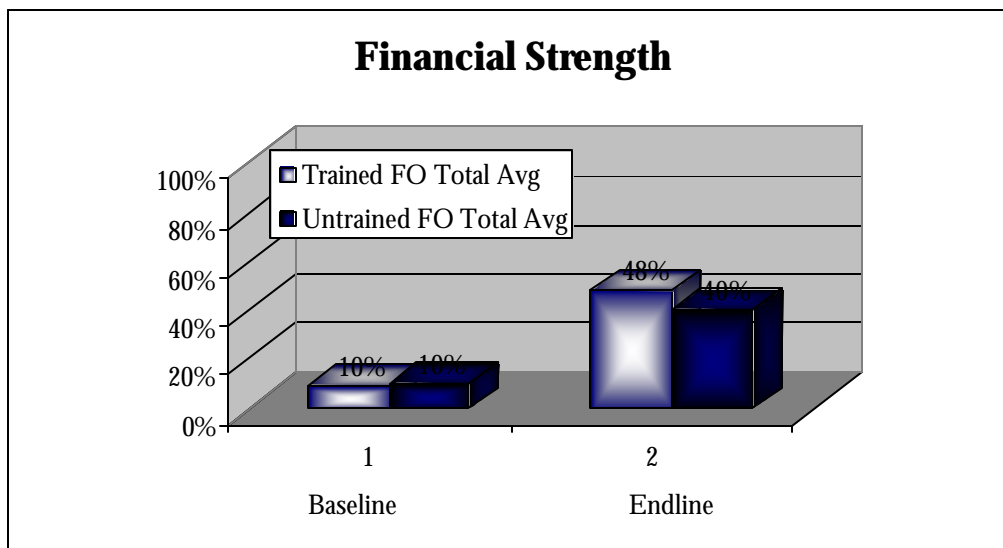 Financial Strength
Trained FO Total Avg
Untrained FO Total Avg
100%
80%
60%
40%
20%
0%
10%
10%
48%
40%
1
2
Baseline
Endline